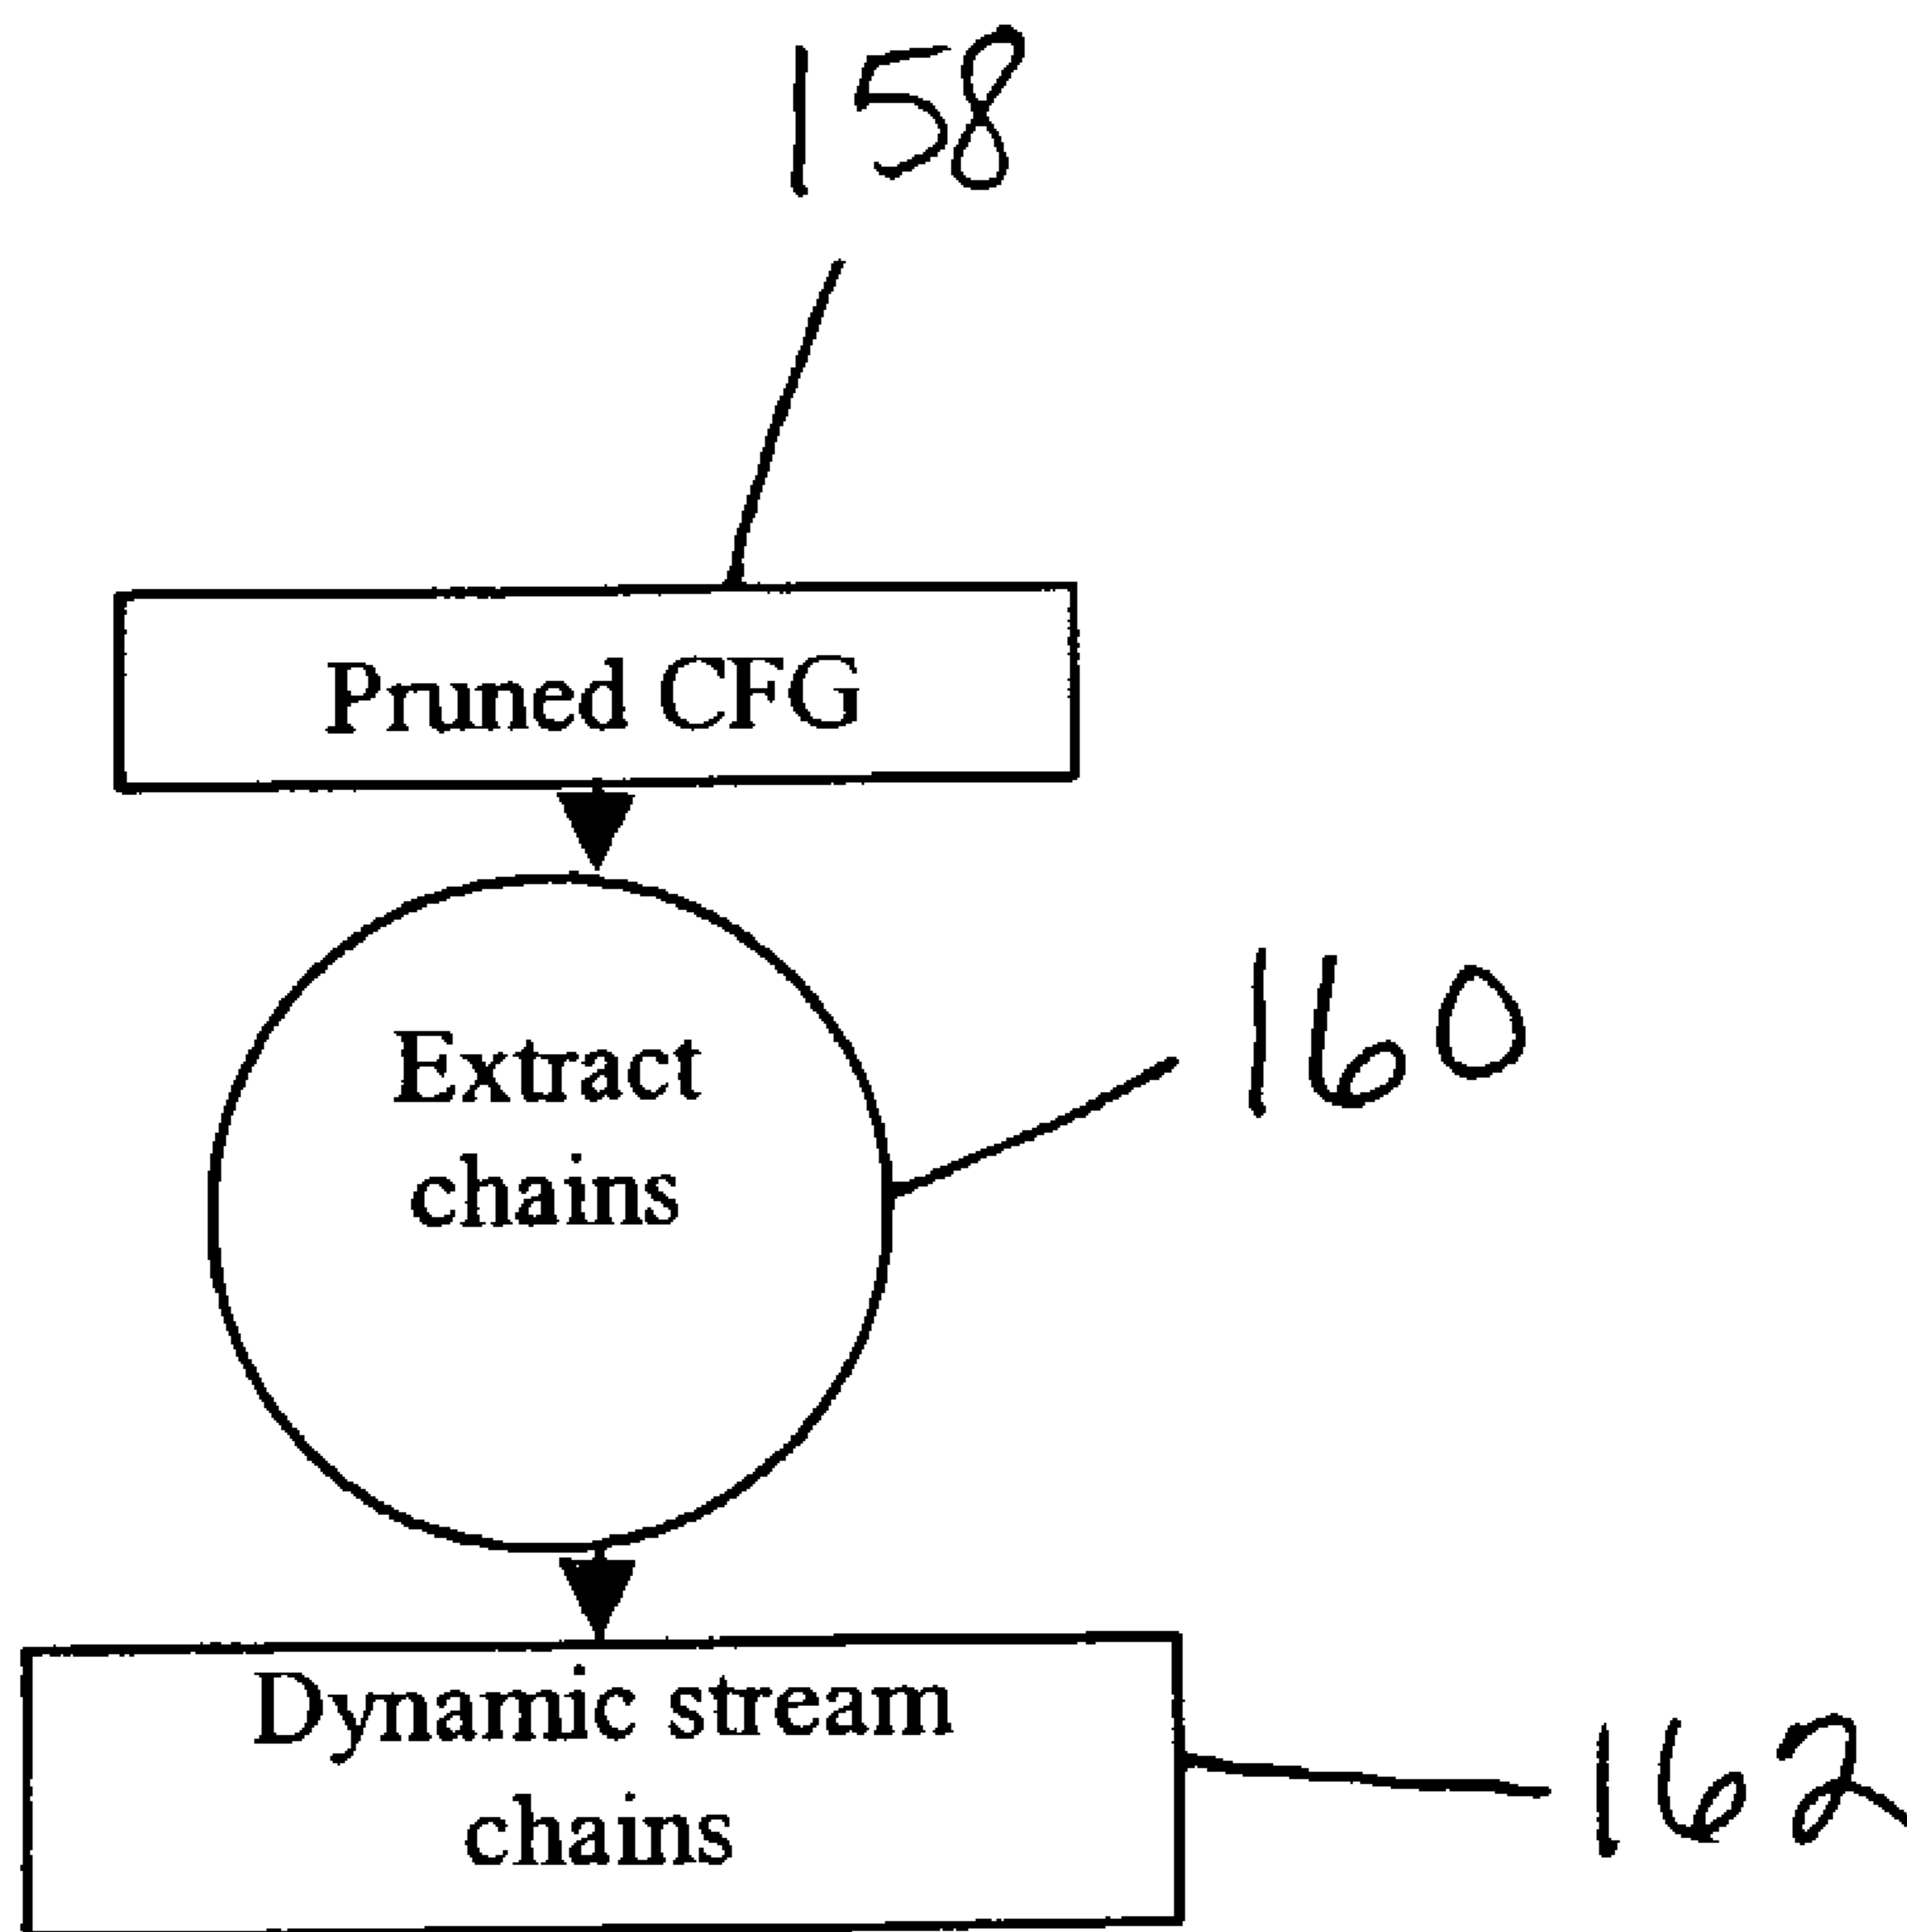 158
Pruned CFG
Extract
chains
160
Dynamic stream
chains
162